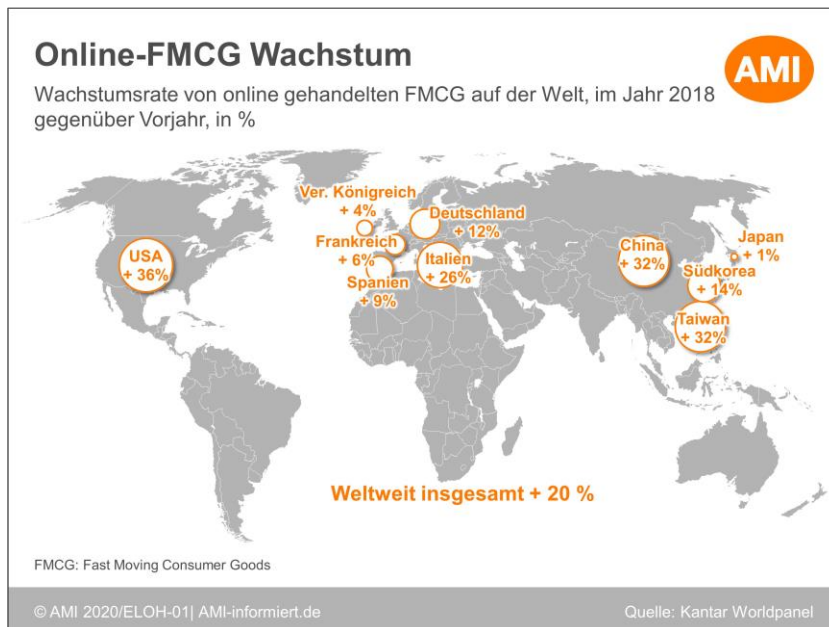 Online-FMCG Wachstum
AMI
Wachstumsrate von online gehandelten FMCG auf der Welt, im Jahr 2018
gegenüber Vorjahr, in %
Ver. Königreich
+ 4%
Deutschland
+ 12%
Frankreich
+ 6%
Italien
+ 26%
Spanien
+ 9%
USA
+ 36%
China
+ 32%
Japan
+ 1%
Südkorea
+ 14%
Taiwan
+ 32%
Weltweit insgesamt + 20 %
FMCG: Fast Moving Consumer Goods
© AMI 2020/ELOH-01| AMI-informiert.de
Quelle: Kantar Worldpanel